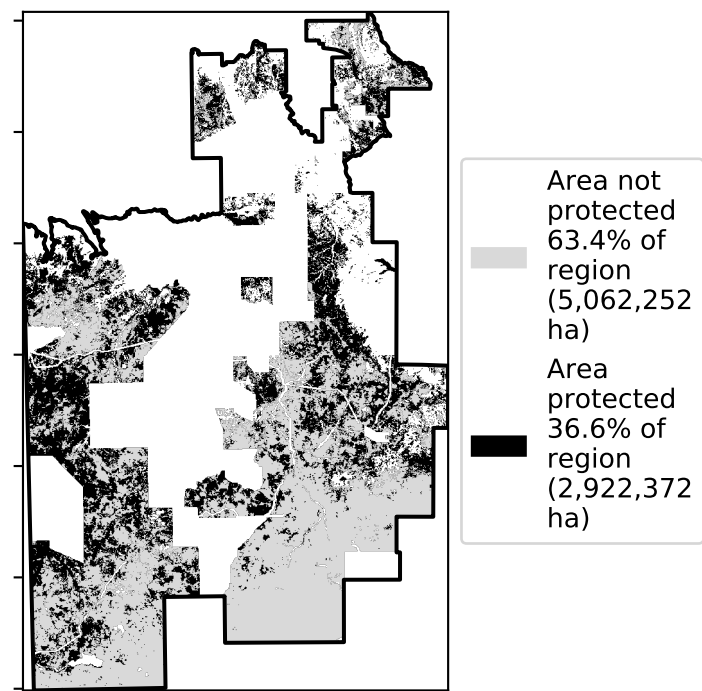 Area not
protected
63.4% of
region
(5,062,252
ha)
Area
protected
36.6% of
region
(2,922,372
ha)